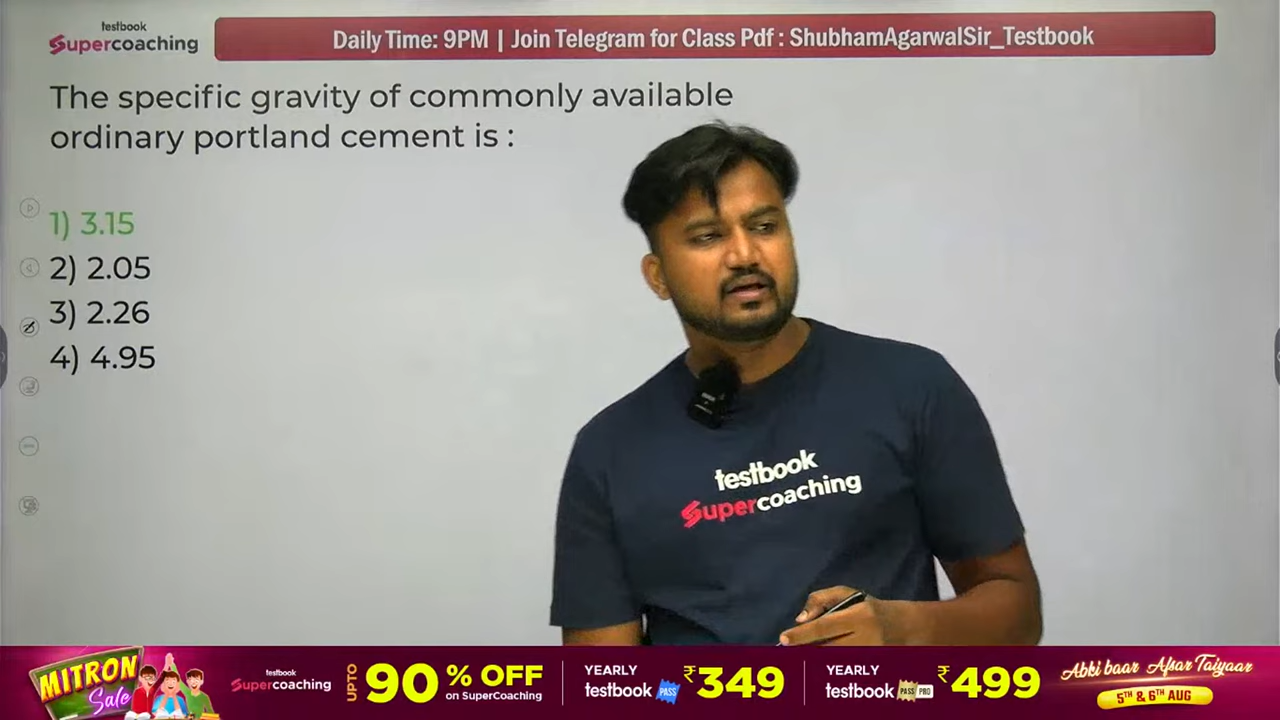 testbook
Supercoaching
Daily Time: 9PM | Join Telegram for Class Pdf : ShubhamAgarwalSir_Testbook
The specific gravity of commonly available
ordinary portland cement is :
1) 3.15
2) 2.05
3) 2.26
4) 4.95
testbook
Supercoaching
MITRON
Sale
testbook
Supercoaching
UPTO 90 % OFF
on SuperCoaching
YEARLY
testbook PASS
₹349
YEARLY
testbook PASS PRO
₹499
Abki baar Afsar Taiyaar
5TH & 6TH AUG